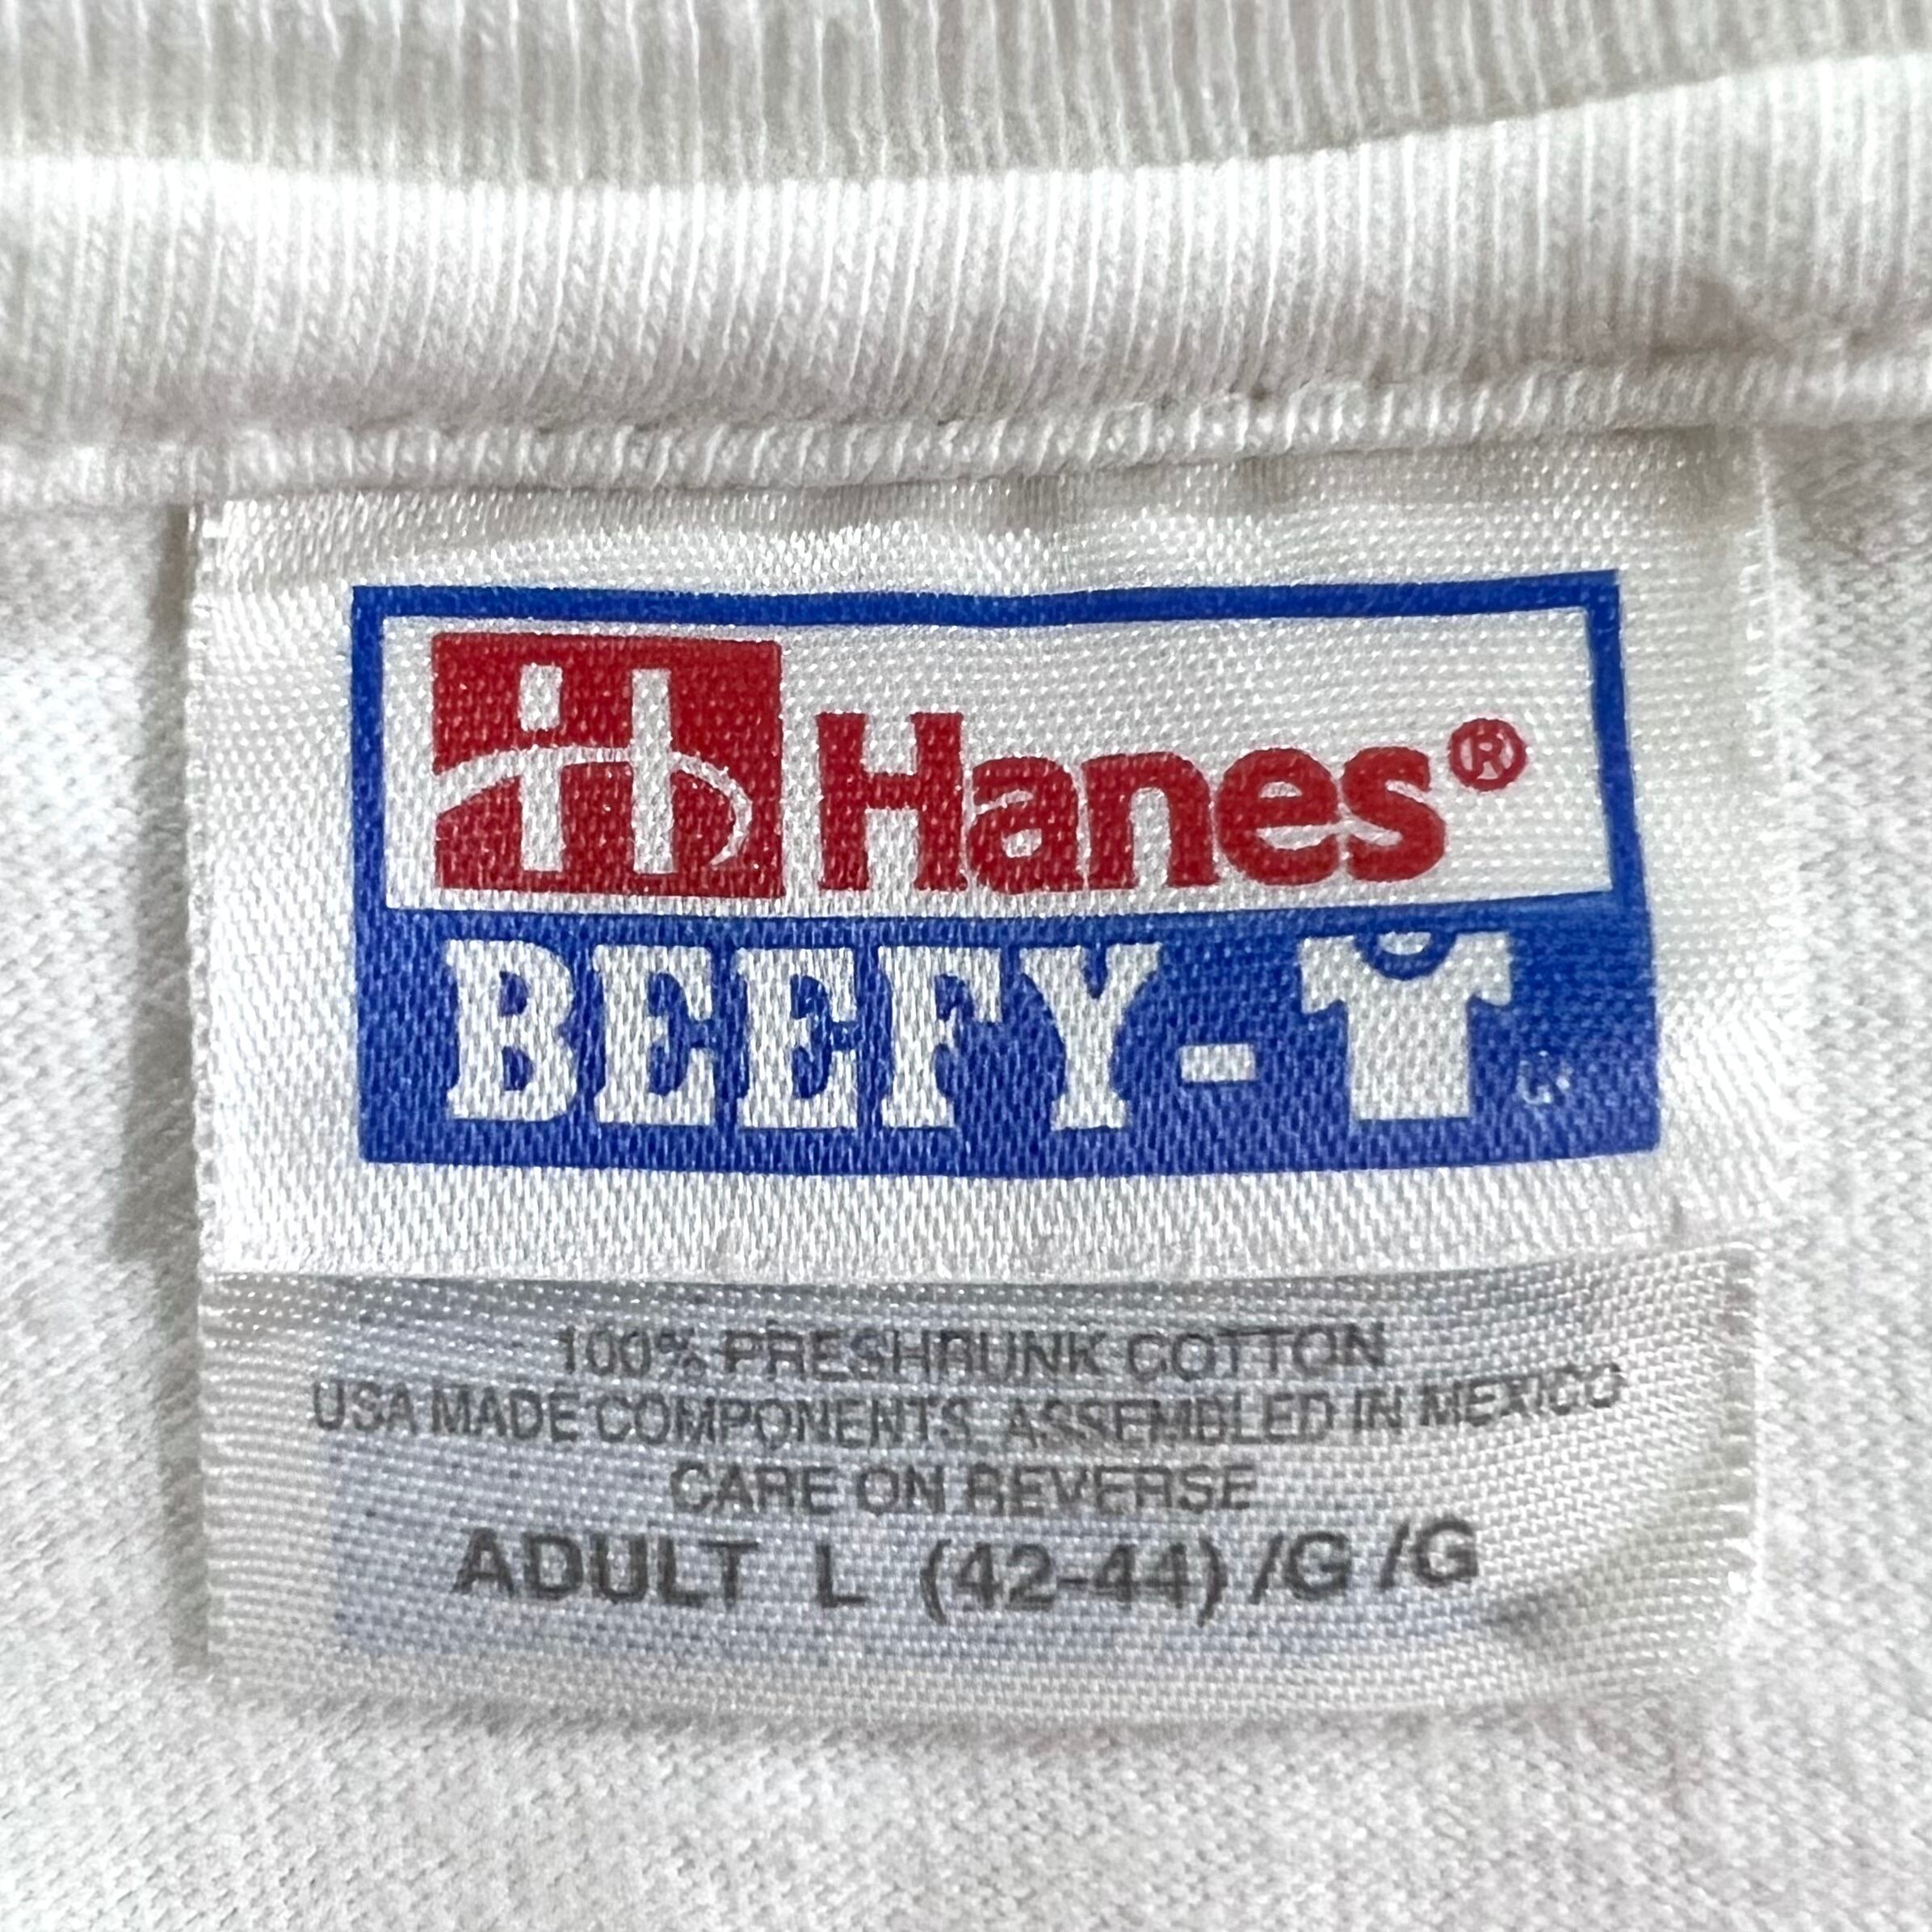 H Hanes®
BEEFY-
100% PRESHRUNK COTTON
USA MADE COMPONENTS, ASSEMBLED IN MEXICO
CARE ON REVERSE
ADULT L (42-44) /G /G